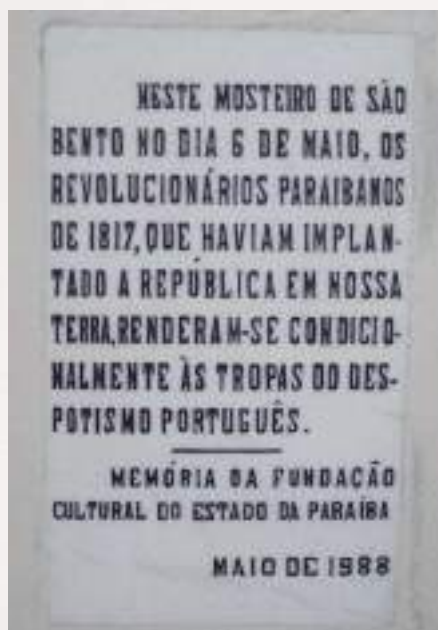 NESTE MOSTEIRO DE SÃO
BENTO NO DIA 6 DE MAIO, OS
REVOLUCIONÁRIOS PARAIBANOS
DE 1817, QUE HAVIAM IMPLAN-
TADO A REPÚBLICA EM NOSSA
TERRA, RENDERAM-SE CONDICIO-
NALMENTE ÀS TROPAS DO DES-
POTISMO PORTUGUÊS.
MEMÓRIA DA FUNDAÇÃO
CULTURAL DO ESTADO DA PARAÍBA
MAIO DE 1988